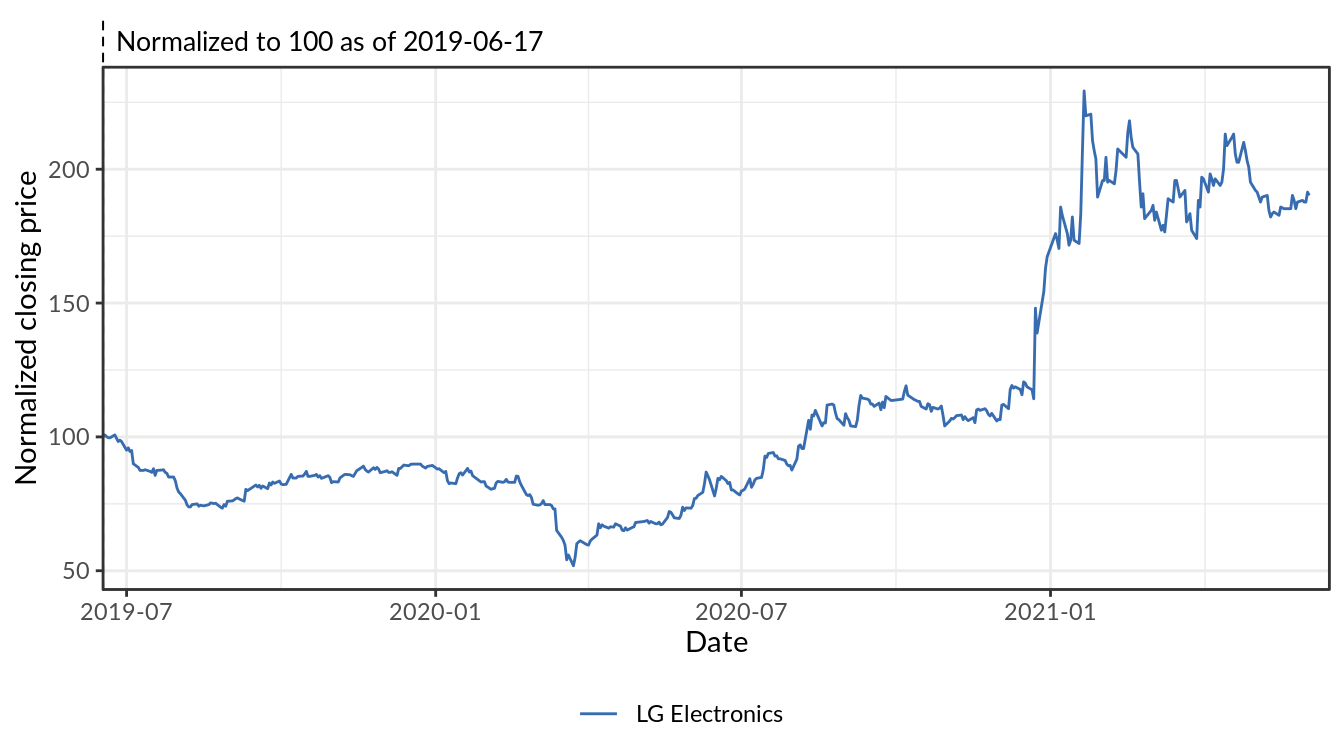 Normalized to 100 as of 2019-06-17
Normalized closing price
200
150
100
50
2019-07
2020-01
2020-07
2021-01
Date
LG Electronics